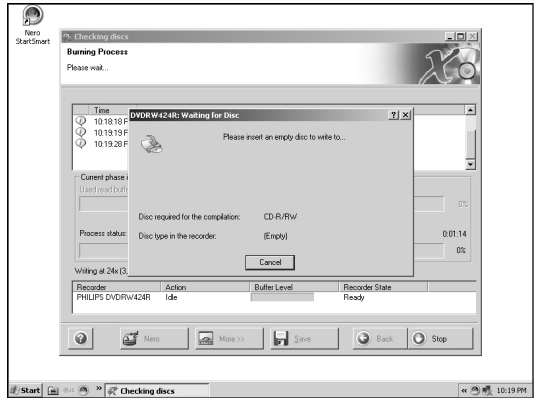 Nero
StartSmart
Checking discs
Burning Process
Please wait...
Time
10:18:18 P
10:19:19 P
10:19:28 P
DVDRW424R: Waiting for Disc
Please insert an empty disc to write to...
Disc required for the compilation: CD-R/RW
Disc type in the recorder: (Empty)
Cancel
Current phase i
Used read buffe
0%
Process status:
0:01:14
0%
Writing at 24x (3,
Recorder Action Buffer Level Recorder State
PHILIPS DVDRW424R Idle Ready
Nero More >> Save Back Stop
Start Checking discs 10:19 PM